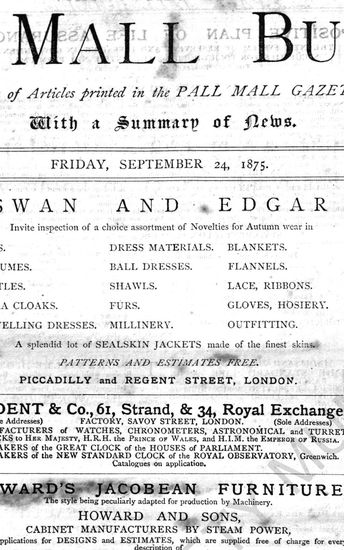 MALL BU
of Articles printed in the PALL MALL GAZET
With a Summary of News.
FRIDAY, SEPTEMBER 24, 1875.
SWAN AND EDGAR
Invite inspection of a choice assortment of Novelties for Autumn wear in
S. DRESS MATERIALS. BLANKETS.
UMES. BALL DRESSES. FLANNELS.
TLES. SHAWLS. LACE, RIBBONS.
A CLOAKS. FURS. GLOVES, HOSIERY.
ELLING DRESSES. MILLINERY. OUTFITTING.
A splendid lot of SEALSKIN JACKETS made of the finest skins.
PATTERNS AND ESTIMATES FREE.
PICCADILLY AND REGENT STREET, LONDON.
DENT & Co., 61, Strand, & 34, Royal Exchange
le Addresses) FACTORY, SAVOY STREET, LONDON. (Sole Addresses)
FACTURERS of WATCHES, CHRONOMETERS, ASTRONOMICAL and TURRET
CKS to HER MAJESTY, H.R.H. the PRINCE OF WALES, and H.I.M. the EMPEROR OF RUSSIA.
AKERS of the GREAT CLOCK of the HOUSES OF PARLIAMENT.
AKERS of the NEW STANDARD CLOCK of the ROYAL OBSERVATORY, Greenwich.
Catalogues on application.
WARD'S JACOBEAN FURNITURE
The style being peculiarly adapted for production by Machinery.
HOWARD AND SONS,
CABINET MANUFACTURERS BY STEAM POWER,
pplications for DESIGNS and ESTIMATES, which are supplied free of charge for every
description of